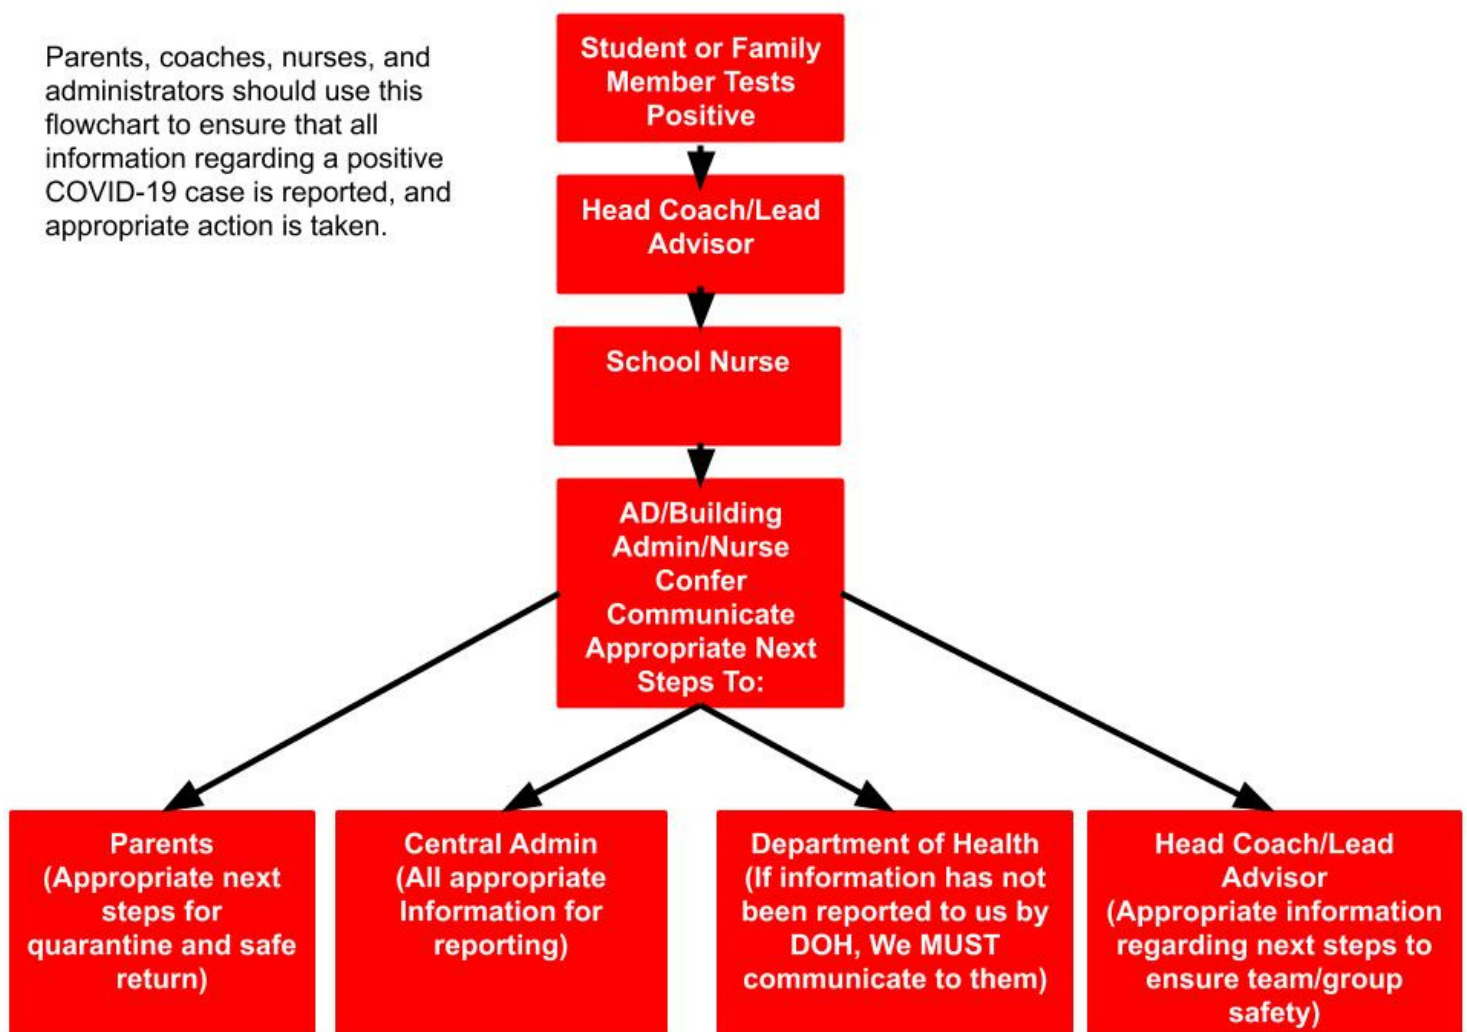 Parents, coaches, nurses, and
administrators should use this
flowchart to ensure that all
information regarding a positive
COVID-19 case is reported, and
appropriate action is taken.
Student or Family
Member Tests
Positive
Head Coach/Lead
Advisor
School Nurse
AD/Building
Admin/Nurse
Confer
Communicate
Appropriate Next
Steps To:
Parents
(Appropriate next
steps for
quarantine and safe
return)
Central Admin
(All appropriate
Information for
reporting)
Department of Health
(If information has not
been reported to us by
DOH, We MUST
communicate to them)
Head Coach/Lead
Advisor
(Appropriate information
regarding next steps to
ensure team/group
safety)